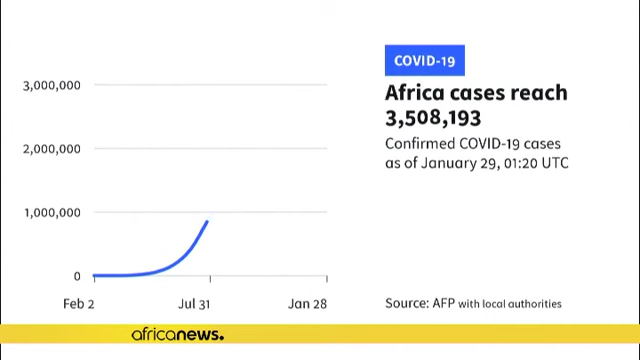 COVID-19
Africa cases reach
3,508,193
Confirmed COVID-19 cases
as of January 29, 01:20 UTC
3,000,000
2,000,000
1,000,000
0
Feb 2
Jul 31
Jan 28
Source: AFP with local authorities
africanews.